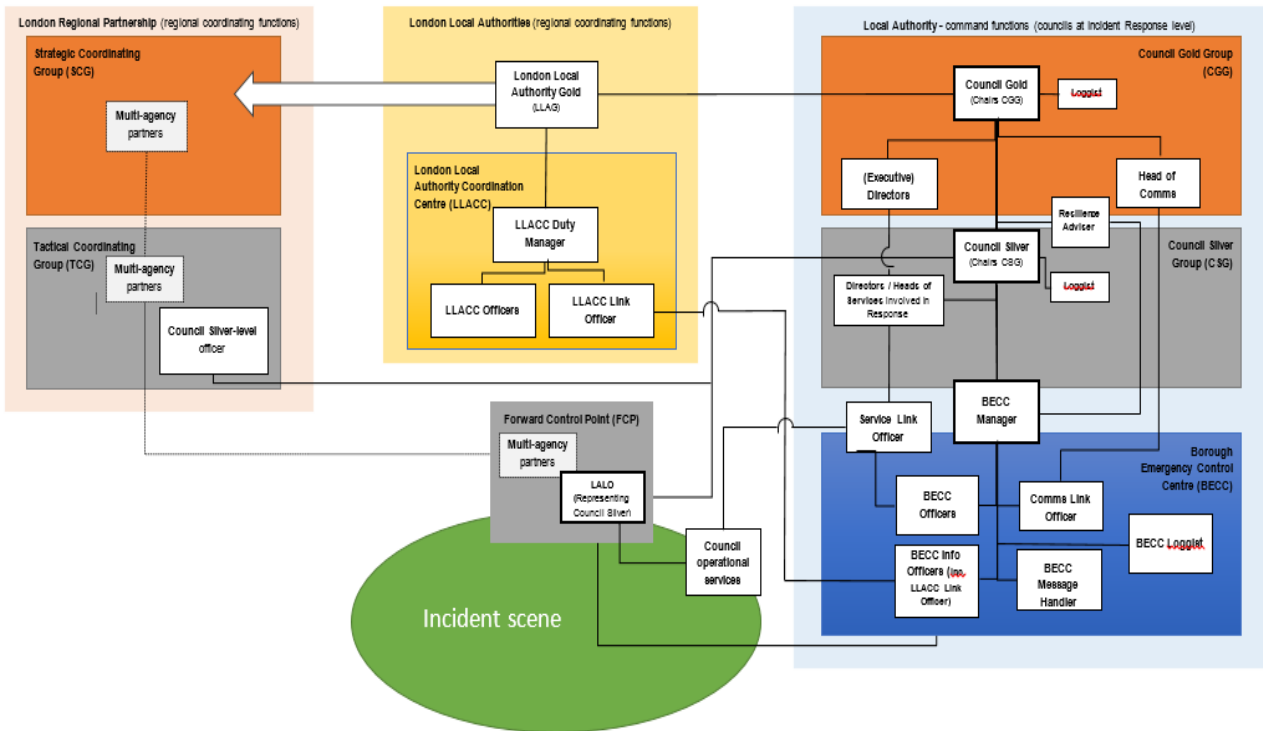 London Regional Partnership (regional coordinating functions)
Strategic Coordinating
Group (SCG)
Multi-agency
partners
Tactical Coordinating
Group (TCG)
Multi-agency
partners
Council Silver-level
officer
London Local Authorities (regional coordinating functions)
London Local
Authority Gold
(LLAG)
London Local
Authority Coordination
Centre (LLACC)
LLACC Duty
Manager
LLACC Officers
LLACC Link
Officer
Forward Control Point (FCP)
Multi-agency
partners
LALO
(Representing
Council Silver)
Council
operational
services
Incident scene
Local Authority - command functions (councils at Incident Response level)
Council Gold Group
(CGG)
Council Gold
(Chairs CGG)
Loggist
(Executive)
Directors
Head of
Comms
Resilience
Adviser
Council Silver Group (CSG)
Council Silver
(Chairs CSG)
Loggist
Directors / Heads of
Services Involved in
Response
BECC
Manager
Service Link
Officer
Borough
Emergency Control
Centre (BECC)
BECC
Officers
Comms Link
Officer
BECC Loggist
BECC Info
Officers (inc.
LLACC Link
Officer)
BECC
Message
Handler